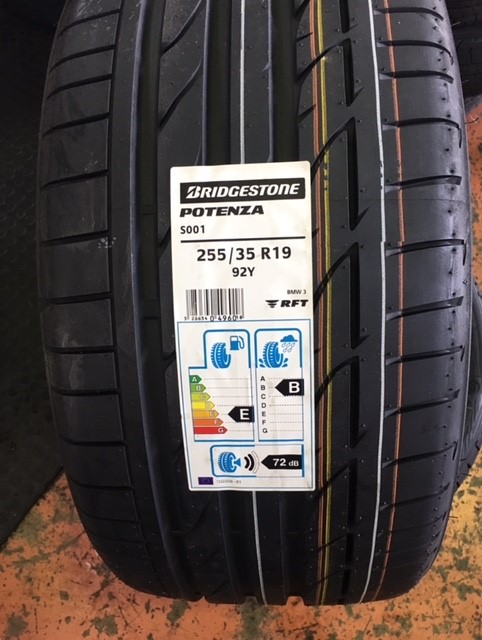 BRIDGESTONE
POTENZA
S001
255/35 R19
92Y
BMW 3
RFT
A
B
C
D
E
F
G
E
A
B
C
D
E
F
G
B
72 dB